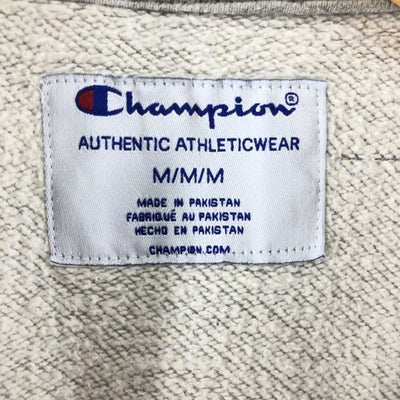 Champion®
AUTHENTIC ATHLETICWEAR
M/M/M
MADE IN PAKISTAN
FABRIQUÉ AU PAKISTAN
HECHO EN PAKISTAN
CHAMPION.COM